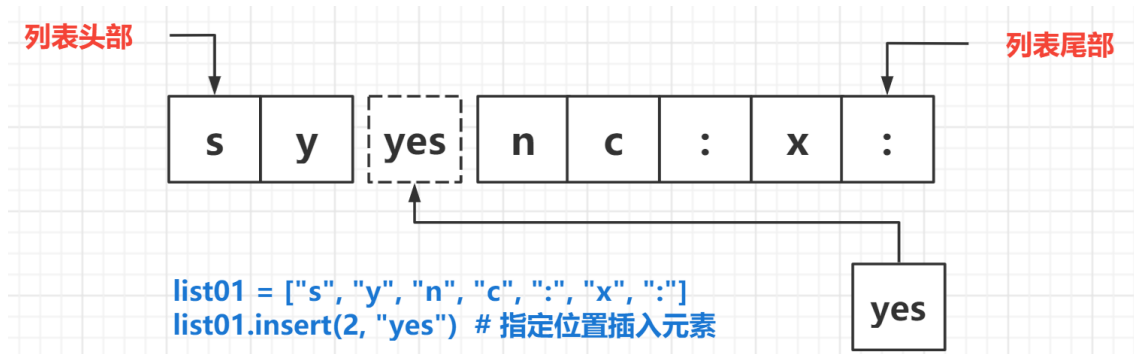 列表头部
列表尾部
s y yes n c : x :
list01 = ["s", "y", "n", "c", ":", "x", ":"]
list01.insert(2, "yes")  # 指定位置插入元素
yes